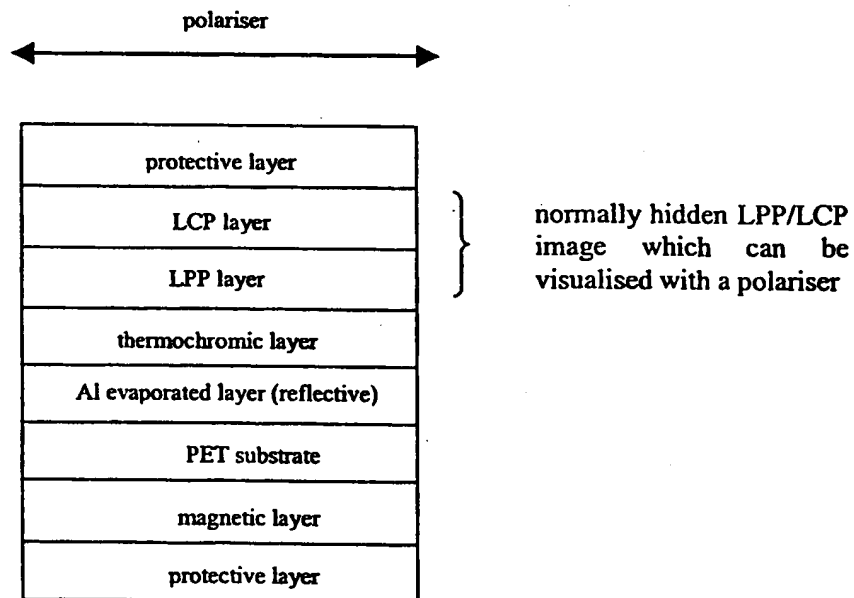 polariser
protective layer
LCP layer
LPP layer
thermochromic layer
Al evaporated layer (reflective)
PET substrate
magnetic layer
protective layer
normally hidden LPP/LCP
image which can be
visualised with a polariser